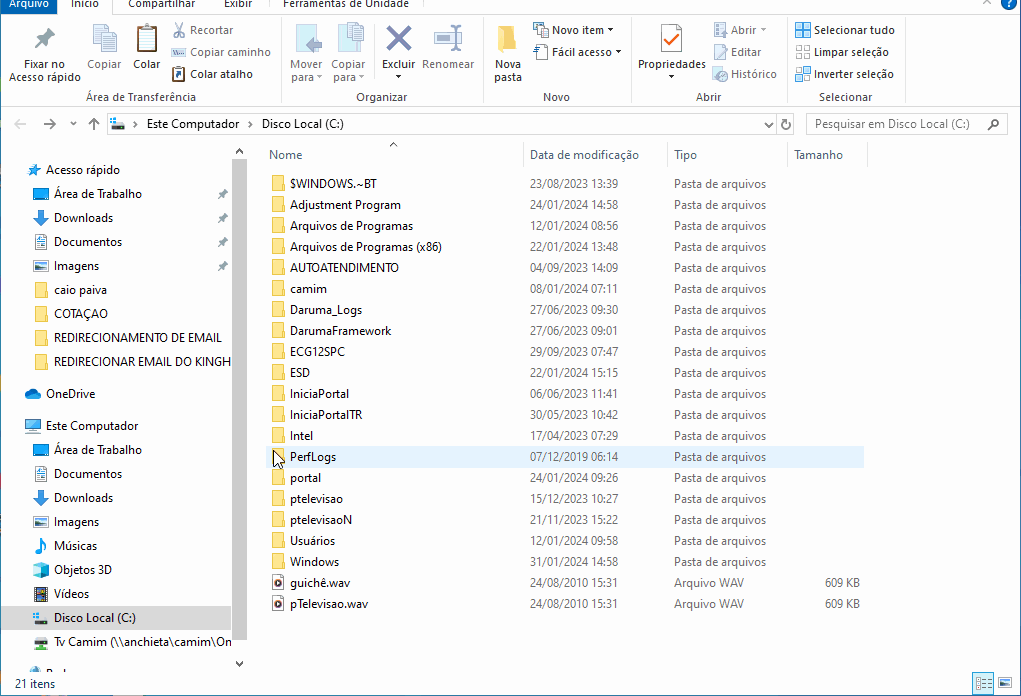 Arquivo Início Compartilhar Exibir Ferramentas de Unidade
Fixar no
Acesso rápido
Copiar
Colar
Recortar
Copiar caminho
Colar atalho
Área de Transferência
Mover
para
Copiar
para
Excluir
Renomear
Organizar
Nova
pasta
Novo item
Fácil acesso
Novo
Propriedades
Abrir
Editar
Histórico
Abrir
Selecionar tudo
Limpar seleção
Inverter seleção
Selecionar
Este Computador Disco Local (C:)
Pesquisar em Disco Local (C:)
Acesso rápido
Área de Trabalho
Downloads
Documentos
Imagens
caio paiva
COTAÇAO
REDIRECIONAMENTO DE EMAIL
REDIRECIONAR EMAIL DO KINGH
OneDrive
Este Computador
Área de Trabalho
Documentos
Downloads
Imagens
Músicas
Objetos 3D
Vídeos
Disco Local (C:)
Tv Camim (\\anchieta\camim\On
Nome Data de modificação Tipo Tamanho
$WINDOWS.~BT 23/08/2023 13:39 Pasta de arquivos
Adjustment Program 24/01/2024 14:58 Pasta de arquivos
Arquivos de Programas 12/01/2024 08:56 Pasta de arquivos
Arquivos de Programas (x86) 22/01/2024 13:48 Pasta de arquivos
AUTOATENDIMENTO 04/09/2023 14:09 Pasta de arquivos
camim 08/01/2024 07:11 Pasta de arquivos
Daruma_Logs 27/06/2023 09:30 Pasta de arquivos
DarumaFramework 27/06/2023 09:01 Pasta de arquivos
ECG12SPC 29/09/2023 07:47 Pasta de arquivos
ESD 22/01/2024 15:15 Pasta de arquivos
IniciaPortal 06/06/2023 11:41 Pasta de arquivos
IniciaPortalTR 30/05/2023 10:42 Pasta de arquivos
Intel 17/04/2023 07:29 Pasta de arquivos
PerfLogs 07/12/2019 06:14 Pasta de arquivos
portal 24/01/2024 09:26 Pasta de arquivos
ptelevisao 15/12/2023 10:27 Pasta de arquivos
ptelevisaoN 21/11/2023 15:22 Pasta de arquivos
Usuários 12/01/2024 09:58 Pasta de arquivos
Windows 31/01/2024 14:58 Pasta de arquivos
guichê.wav 24/08/2010 15:31 Arquivo WAV 609 KB
pTelevisao.wav 24/08/2010 15:31 Arquivo WAV 609 KB
21 itens